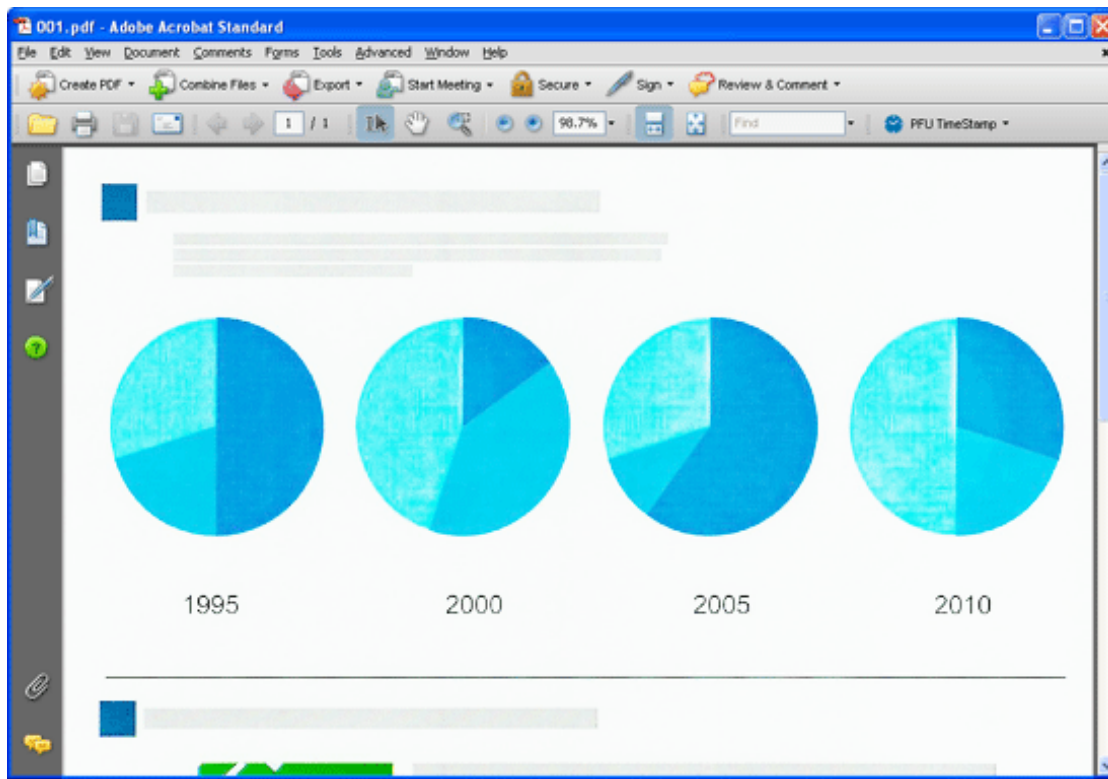 001.pdf - Adobe Acrobat Standard
File Edit View Document Comments Forms Tools Advanced Window Help
Create PDF Combine Files Export Start Meeting Secure Sign Review & Comment
1 / 1 98.7% Find PFU TimeStamp
1995 2000 2005 2010